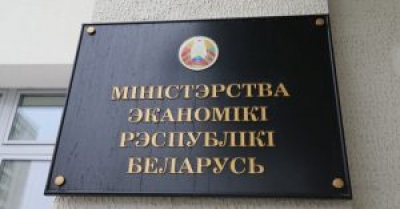 МІНІСТЭРСТВА
ЭКАНОМІКІ
РЭСПУБЛІКІ
БЕЛАРУСЬ